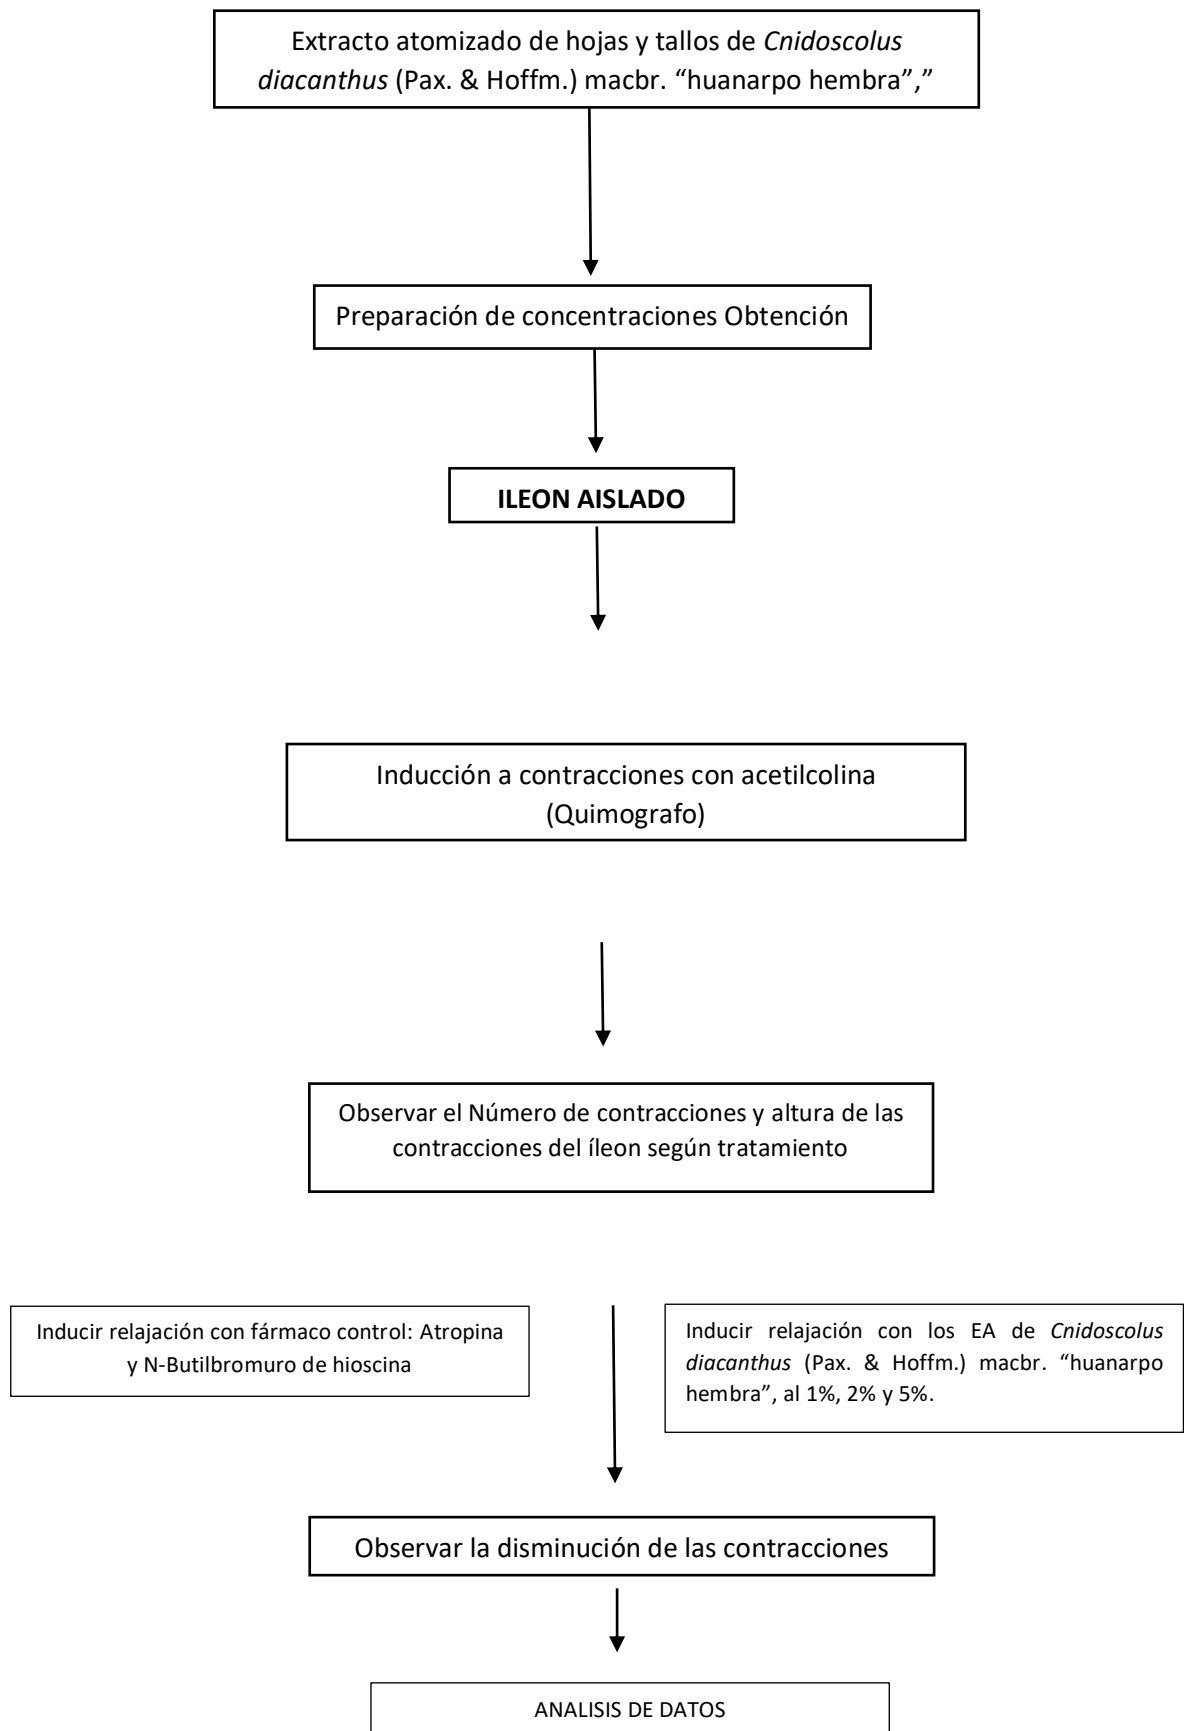 Extracto atomizado de hojas y tallos de Cnidoscolus
diacanthus (Pax. & Hoffm.) macbr. “huanarpo hembra”,”
Preparación de concentraciones Obtención
ILEON AISLADO
Inducción a contracciones con acetilcolina
(Quimografo)
Observar el Número de contracciones y altura de las
contracciones del íleon según tratamiento
Inducir relajación con fármaco control: Atropina
y N-Butilbromuro de hioscina
Inducir relajación con los EA de Cnidoscolus
diacanthus (Pax. & Hoffm.) macbr. “huanarpo
hembra”, al 1%, 2% y 5%.
Observar la disminución de las contracciones
ANALISIS DE DATOS